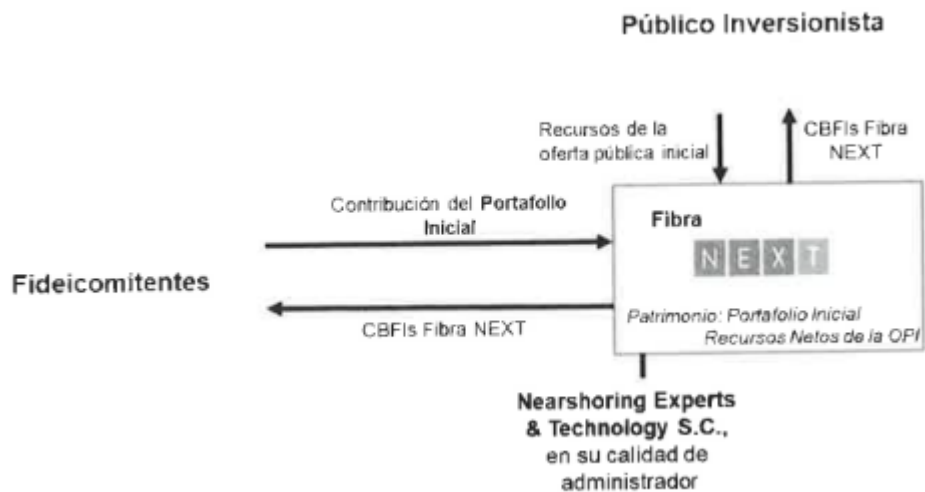 Público Inversionista
Recursos de la
oferta pública inicial
CBFIs Fibra
NEXT
Contribución del Portafolio
Inicial
Fibra
NEXT
Fideicomitentes
CBFIs Fibra NEXT
Patrimonio: Portafolio Inicial
Recursos Netos de la OPI
Nearshoring Experts
& Technology S.C.,
en su calidad de
administrador